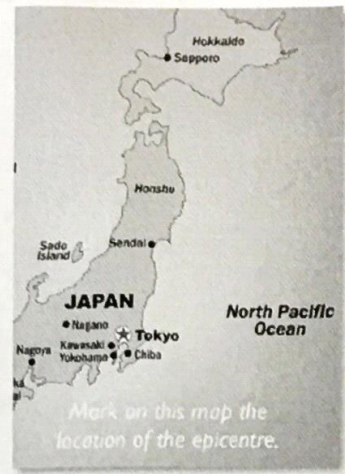 Hokkaido
Sapporo
Honshu
Sado
Island
Sendai
JAPAN
North Pacific
Ocean
Nagano
Tokyo
Kawasaki
Nagoya
Yokohama
Chiba
Mark on this map the
location of the epicentre.